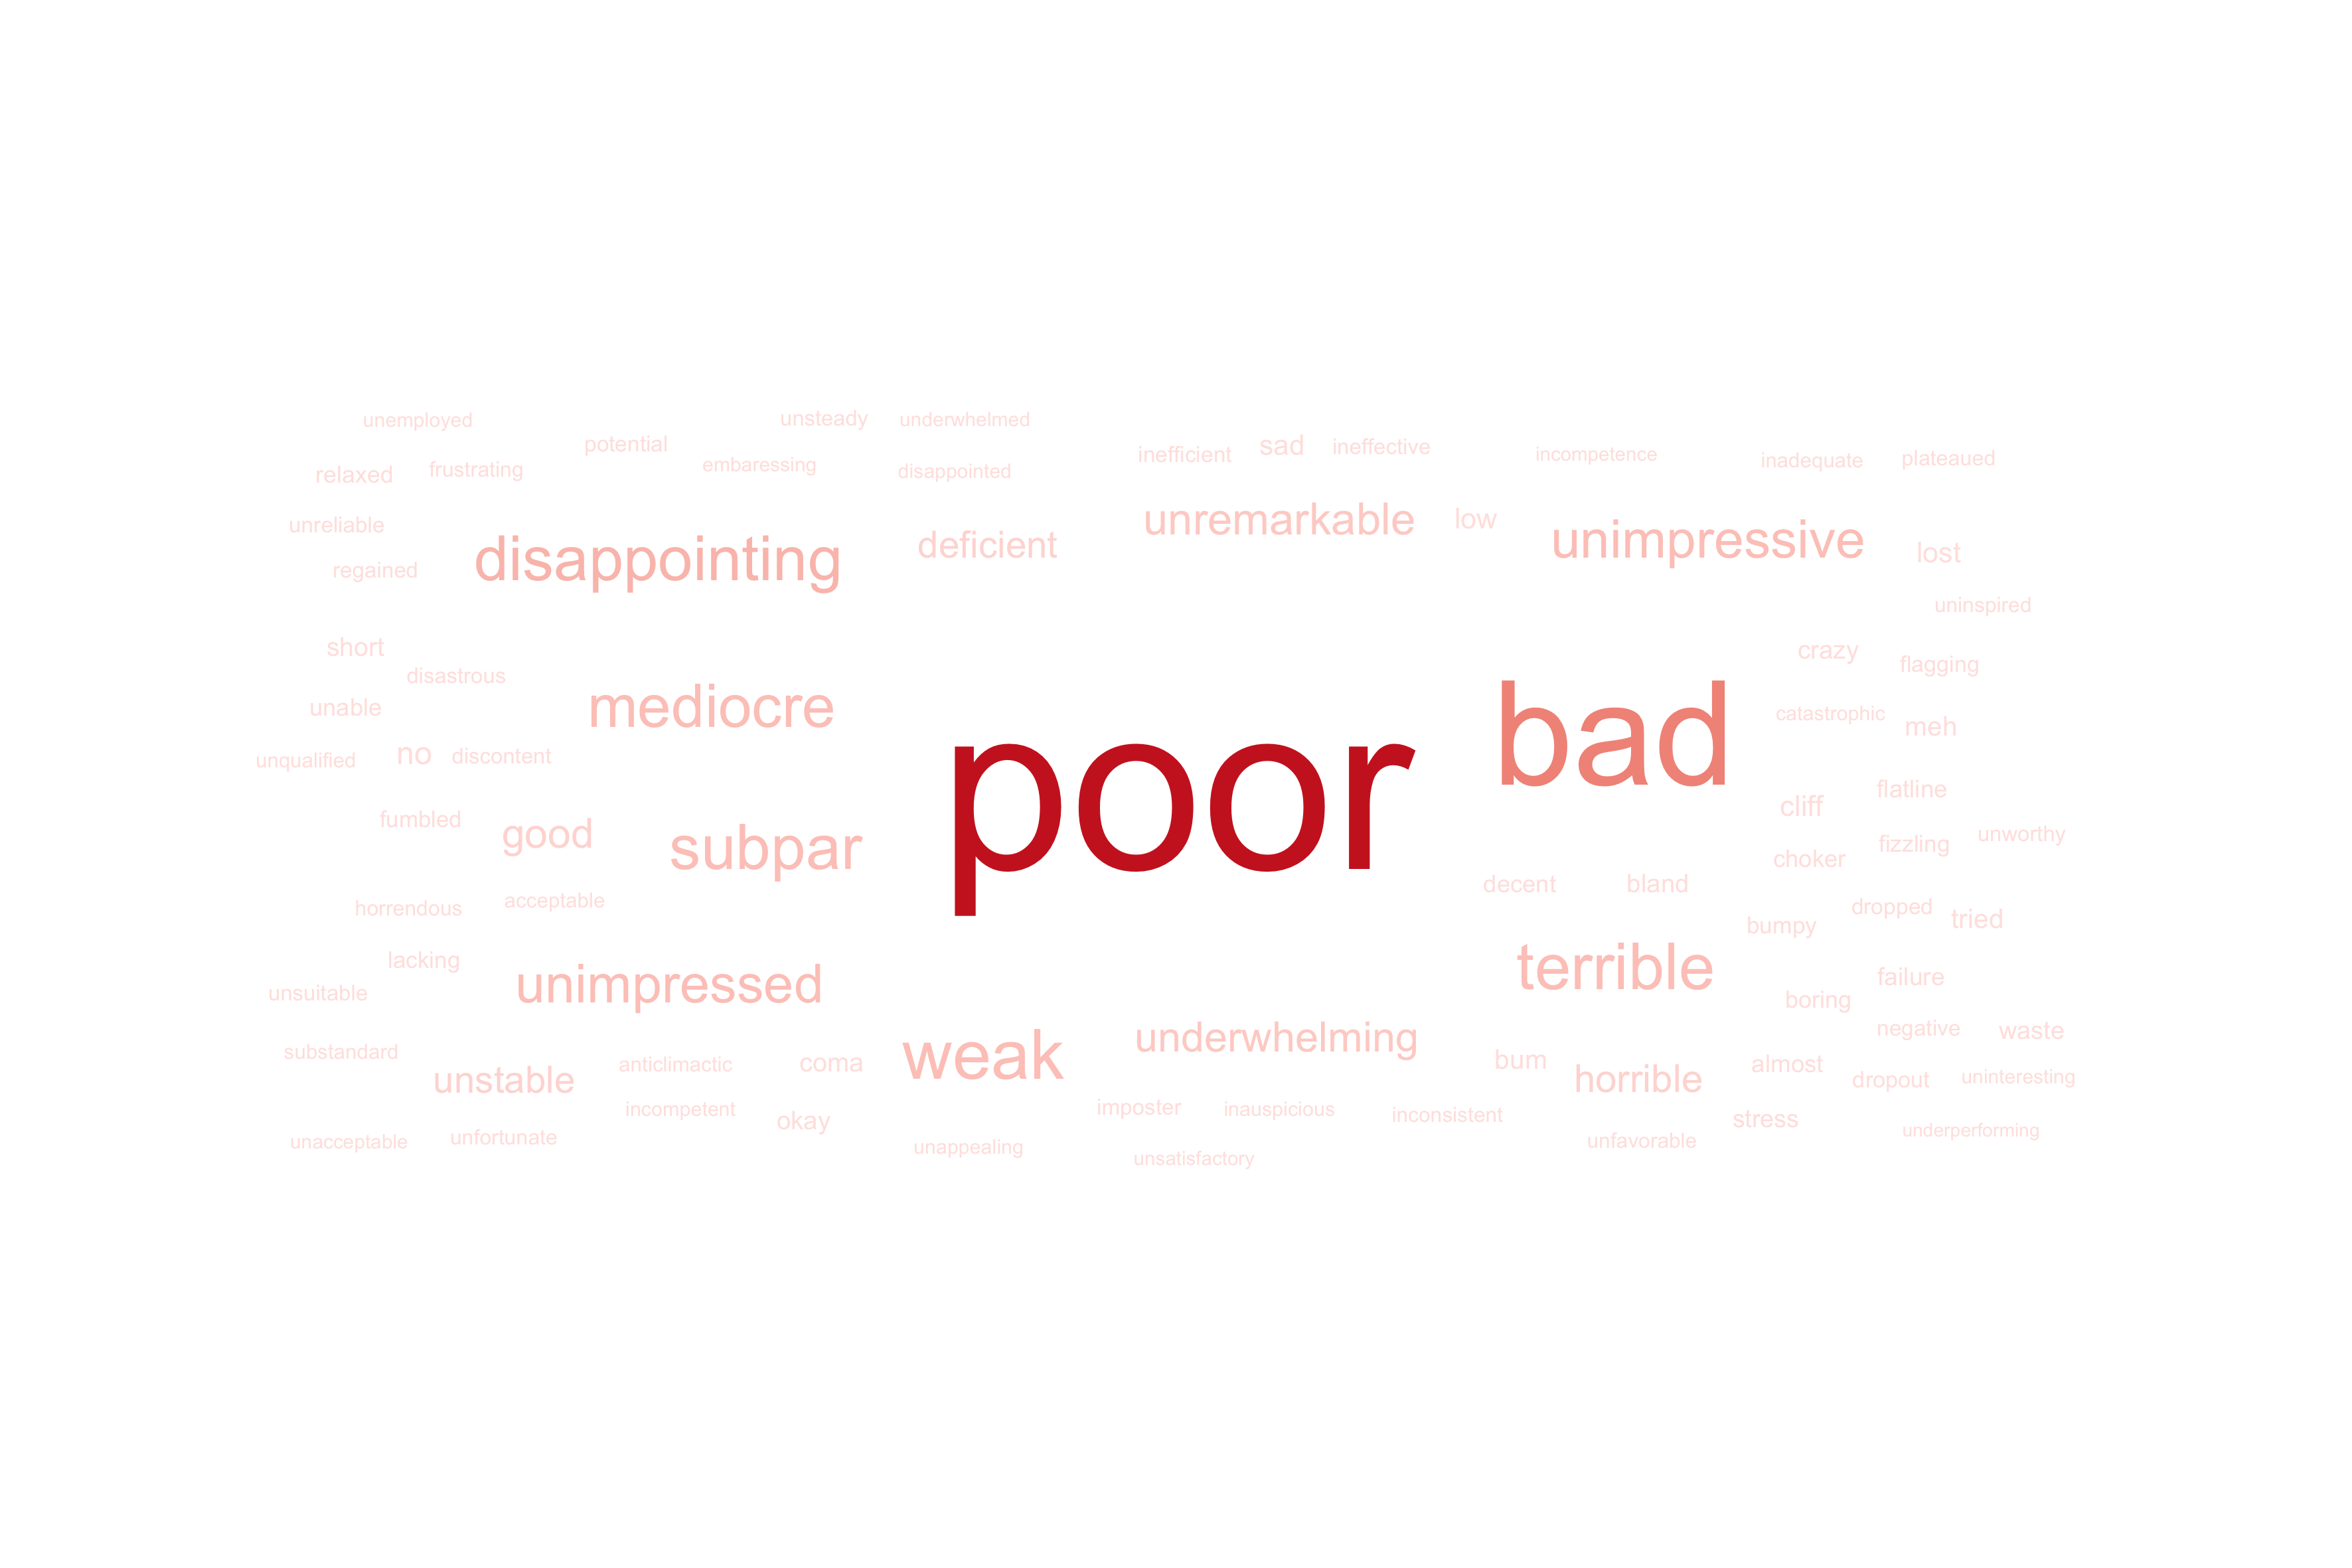 unemployed
unsteady
underwhelmed
potential
sad
inefficient
ineffective
incompetence
inadequate
plateaued
relaxed
frustrating
embaressing
disappointed
unreliable
unremarkable
low
unimpressive
disappointing
deficient
lost
regained
uninspired
short
crazy
disastrous
flagging
unable
mediocre
bad
catastrophic
meh
unqualified
no
discontent
poor
cliff
flatline
fumbled
good
subpar
choker
fizzling
unworthy
horrendous
acceptable
decent
bland
bumpy
dropped
tried
lacking
unsuitable
unimpressed
terrible
failure
boring
negative
waste
substandard
unstable
anticlimactic
coma
weak
underwhelming
bum
horrible
almost
dropout
uninteresting
incompetent
okay
imposter
inauspicious
inconsistent
stress
unacceptable
unfortunate
unappealing
unsatisfactory
unfavorable
underperforming